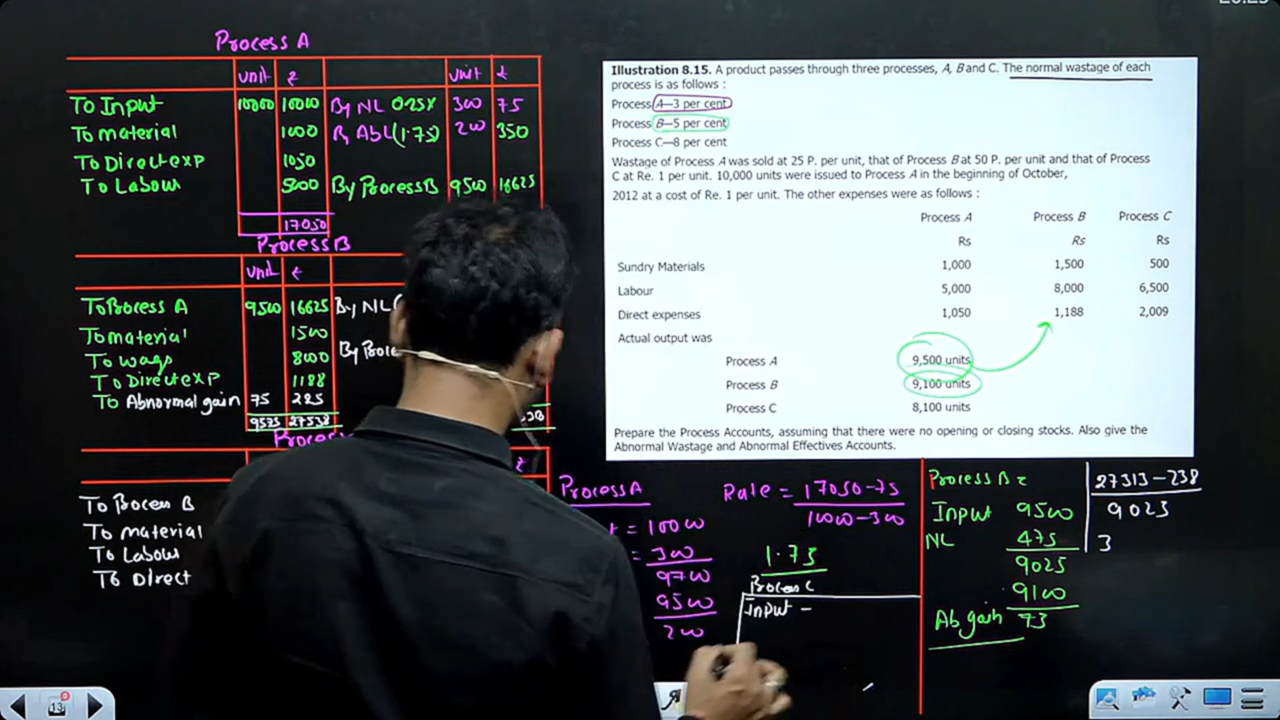 Process A
unit ₹ unit ₹
To Input 10000 10000 By NL 0.25x 300 75
To material 1000 By AbL (1.75) 200 350
To Direct exp 1050
To Labour 5000 By Process B 9500 16625
17050
Process B
unit ₹
To Process A 9500 16625 By NL
To material 1500
To wags 8000 By
To Direct exp 1188
To Abnormal gain 75 225
9575 27538
₹
To Process B
To material
To Labour
To Direct
Illustration 8.15. A product passes through three processes, A, B and C. The normal wastage of each
process is as follows :
Process A—3 per cent
Process B—5 per cent
Process C—8 per cent
Wastage of Process A was sold at 25 P. per unit, that of Process B at 50 P. per unit and that of Process
C at Re. 1 per unit. 10,000 units were issued to Process A in the beginning of October,
2012 at a cost of Re. 1 per unit. The other expenses were as follows :
Process A Process B Process C
Rs Rs Rs
Sundry Materials 1,000 1,500 500
Labour 5,000 8,000 6,500
Direct expenses 1,050 1,188 2,009
Actual output was
Process A 9,500 units
Process B 9,100 units
Process C 8,100 units
Prepare the Process Accounts, assuming that there were no opening or closing stocks. Also give the
Abnormal Wastage and Abnormal Effectives Accounts.
Process A
= 10000
= 300
9700
9500
200
Rate = 17050-75
10000-300
1.75
Process C
Input -
Process B =
Input 9500
NL 475
9025
9100
Ab gain 75
27313-238
9025
3
13